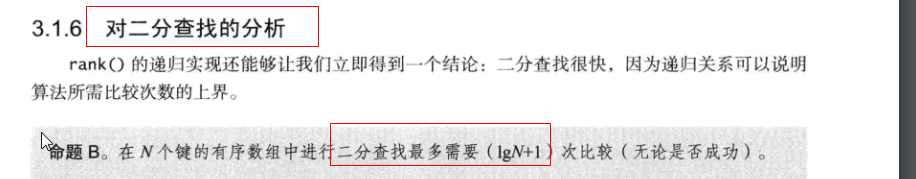 3.1.6 对二分查找的分析
rank() 的递归实现还能够让我们立即得到一个结论：二分查找很快，因为递归关系可以说明
算法所需比较次数的上界。
命题 B。在 N 个键的有序数组中进行二分查找最多需要（lgN+1）次比较（无论是否成功）。